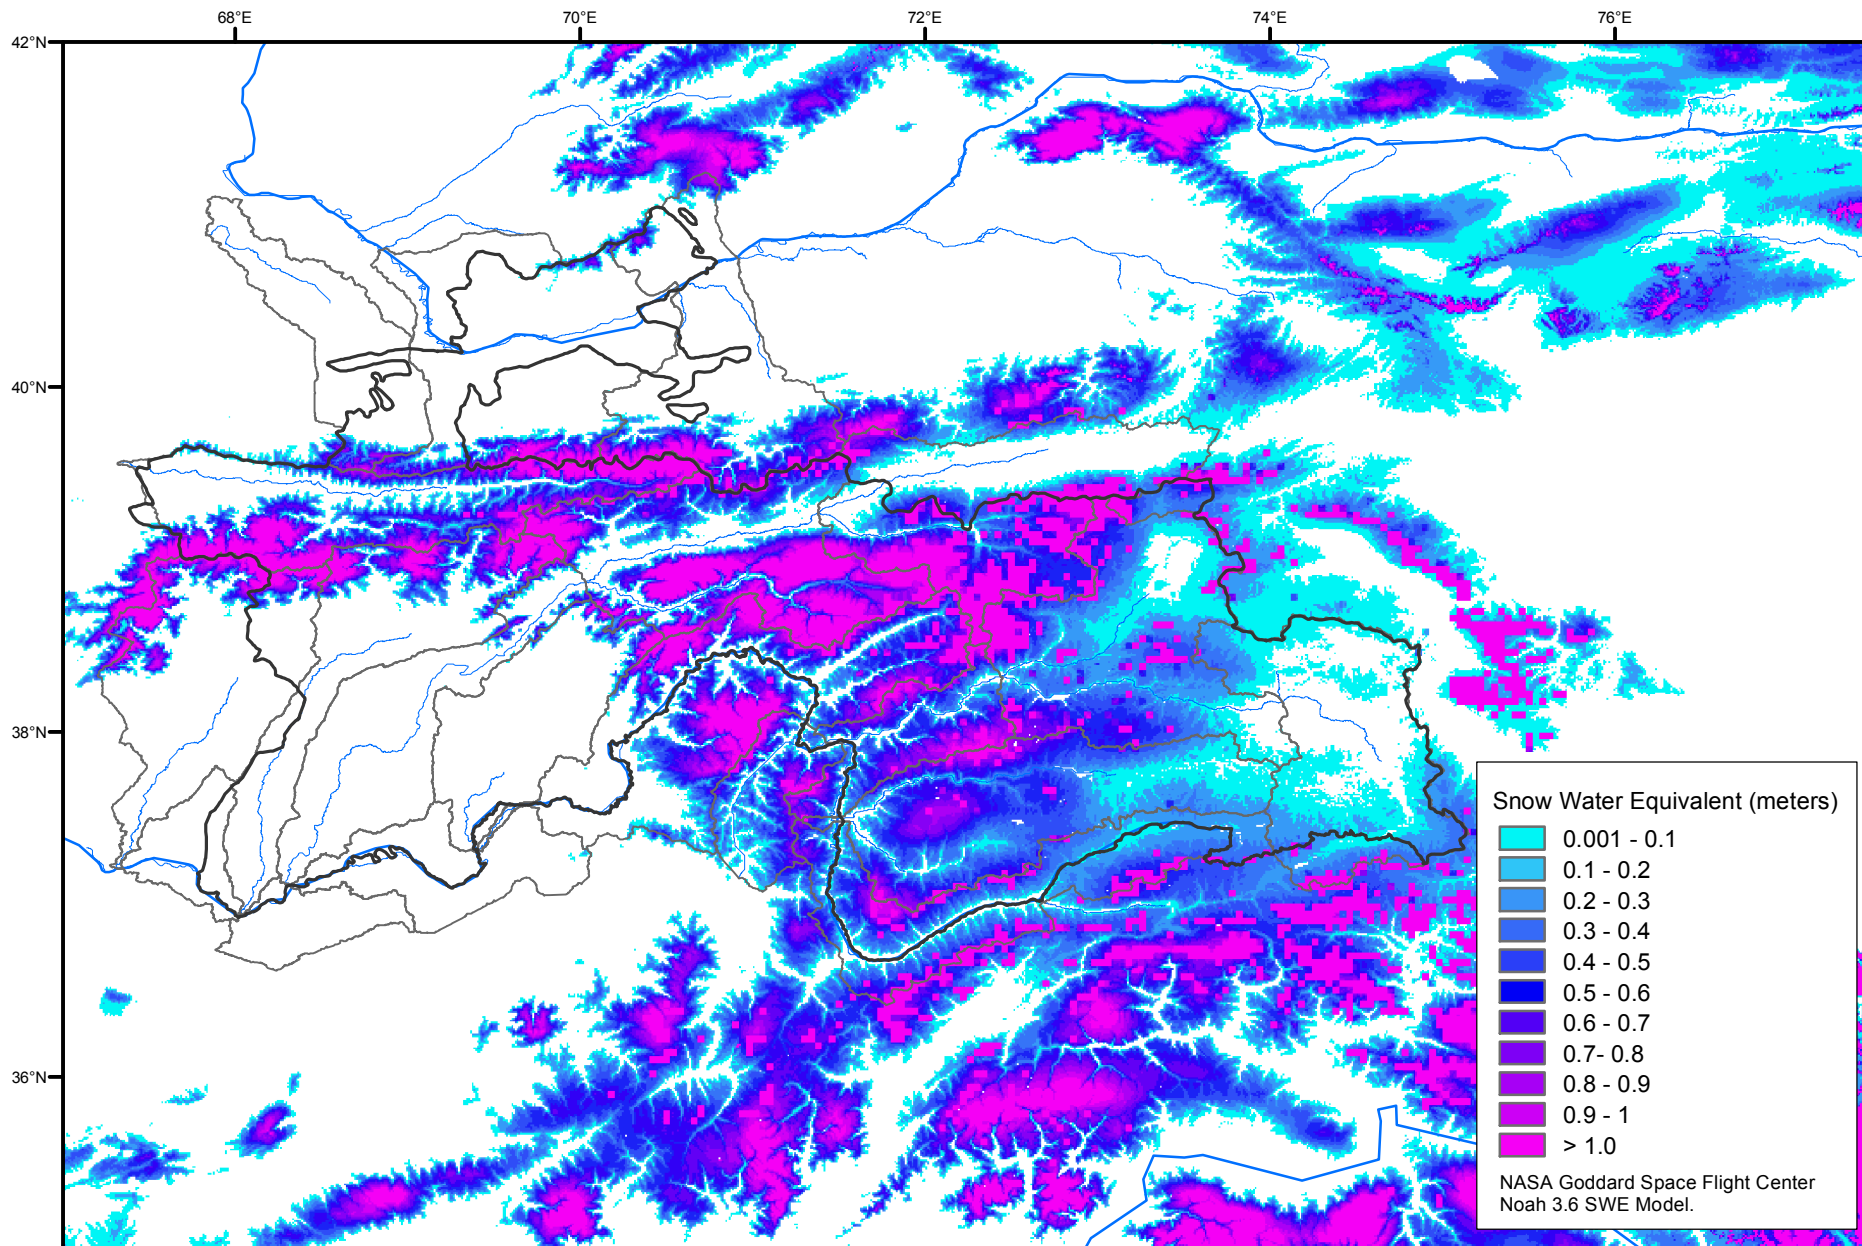 68°E
70°E
72°E
74°E
76°E
42°N
40°N
38°N
36°N
Snow Water Equivalent (meters)
0.001 - 0.1
0.1 - 0.2
0.2 - 0.3
0.3 - 0.4
0.4 - 0.5
0.5 - 0.6
0.6 - 0.7
0.7- 0.8
0.8 - 0.9
0.9 - 1
> 1.0
NASA Goddard Space Flight Center
Noah 3.6 SWE Model.